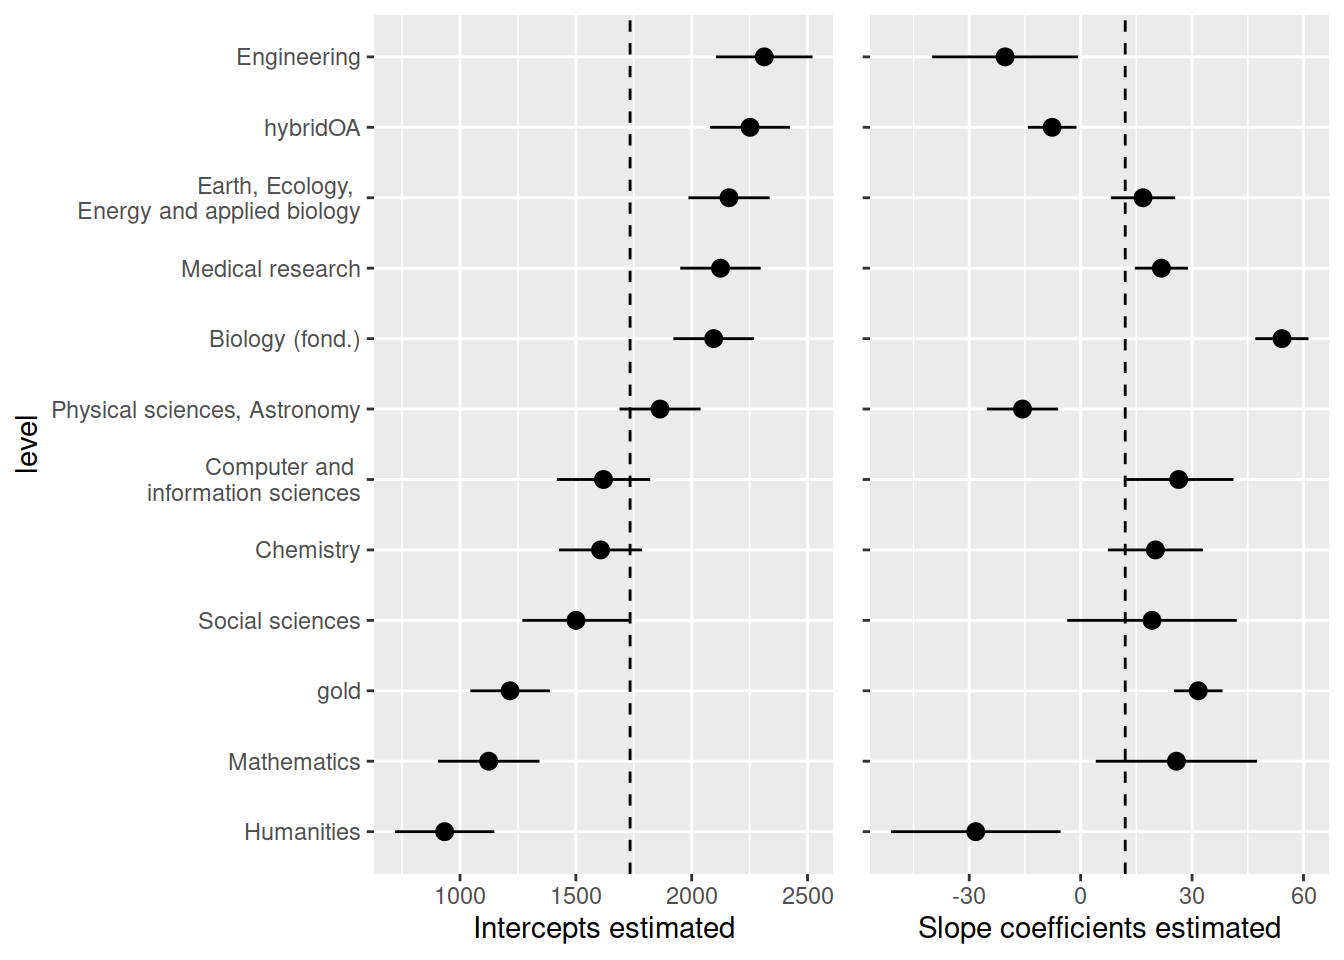 Engineering
hybridOA
Earth, Ecology,
Energy and applied biology
Medical research
Biology (fond.)
Physical sciences, Astronomy
Computer and
information sciences
Chemistry
Social sciences
gold
Mathematics
Humanities
level
1000 1500 2000 2500
Intercepts estimated
-30 0 30 60
Slope coefficients estimated